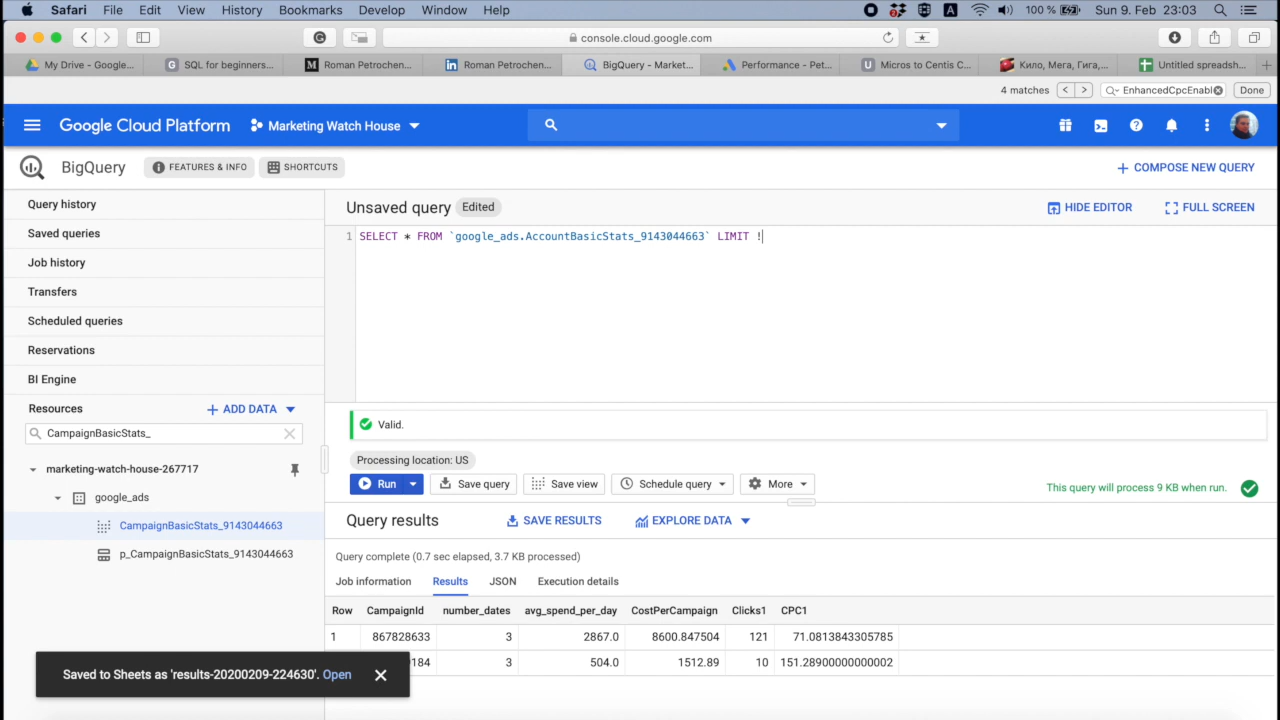 Safari File Edit View History Bookmarks Develop Window Help A 100 % Sun 9. Feb 23:03
console.cloud.google.com
My Drive - Google... SQL for beginners... Roman Petrochen... Roman Petrochen... BigQuery - Market... Performance - Pet... Micros to Centis C... Кило, Мега, Гига,... Untitled spreadsh...
4 matches EnhancedCpcEnabl Done
Google Cloud Platform Marketing Watch House
BigQuery FEATURES & INFO SHORTCUTS + COMPOSE NEW QUERY
Query history
Saved queries
Job history
Transfers
Scheduled queries
Reservations
BI Engine
Resources + ADD DATA
CampaignBasicStats_
marketing-watch-house-267717
google_ads
CampaignBasicStats_9143044663
p_CampaignBasicStats_9143044663
Unsaved query Edited HIDE EDITOR FULL SCREEN
1 SELECT * FROM `google_ads.AccountBasicStats_9143044663` LIMIT !
Valid.
Processing location: US
Run Save query Save view Schedule query More This query will process 9 KB when run.
Query results SAVE RESULTS EXPLORE DATA
Query complete (0.7 sec elapsed, 3.7 KB processed)
Job information Results JSON Execution details
Row CampaignId number_dates avg_spend_per_day CostPerCampaign Clicks1 CPC1
1 867828633 3 2867.0 8600.847504 121 71.0813843305785
9184 3 504.0 1512.89 10 151.28900000000002
Saved to Sheets as 'results-20200209-224630'. Open